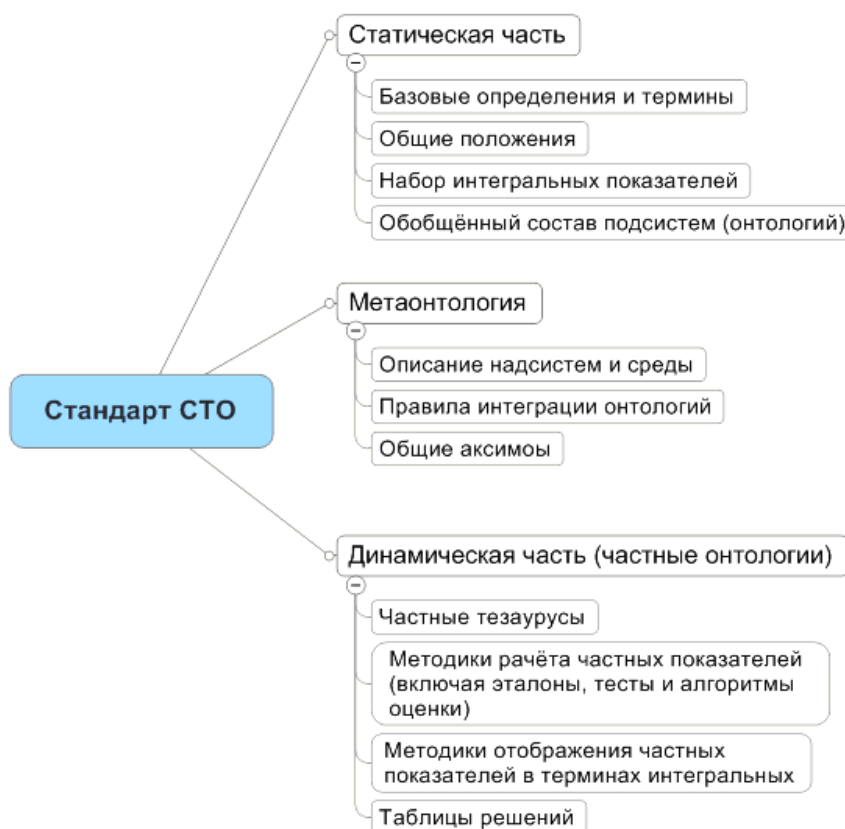 Статическая часть
Базовые определения и термины
Общие положения
Набор интегральных показателей
Обобщённый состав подсистем (онтологий)
Метаонтология
Описание надсистем и среды
Правила интеграции онтологий
Общие аксимоы
Стандарт СТО
Динамическая часть (частные онтологии)
Частные тезаурусы
Методики рачёта частных показателей
(включая эталоны, тесты и алгоритмы
оценки)
Методики отображения частных
показателей в терминах интегральных
Таблицы решений